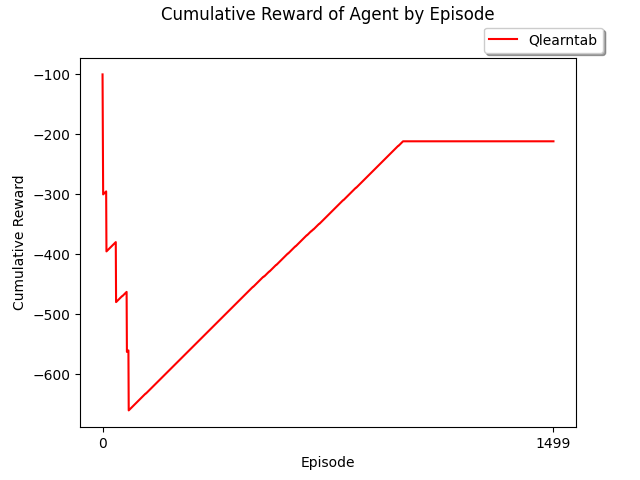 Cumulative Reward of Agent by Episode
Qlearntab
−100
−200
−300
−400
−500
−600
Cumulative Reward
0
1499
Episode